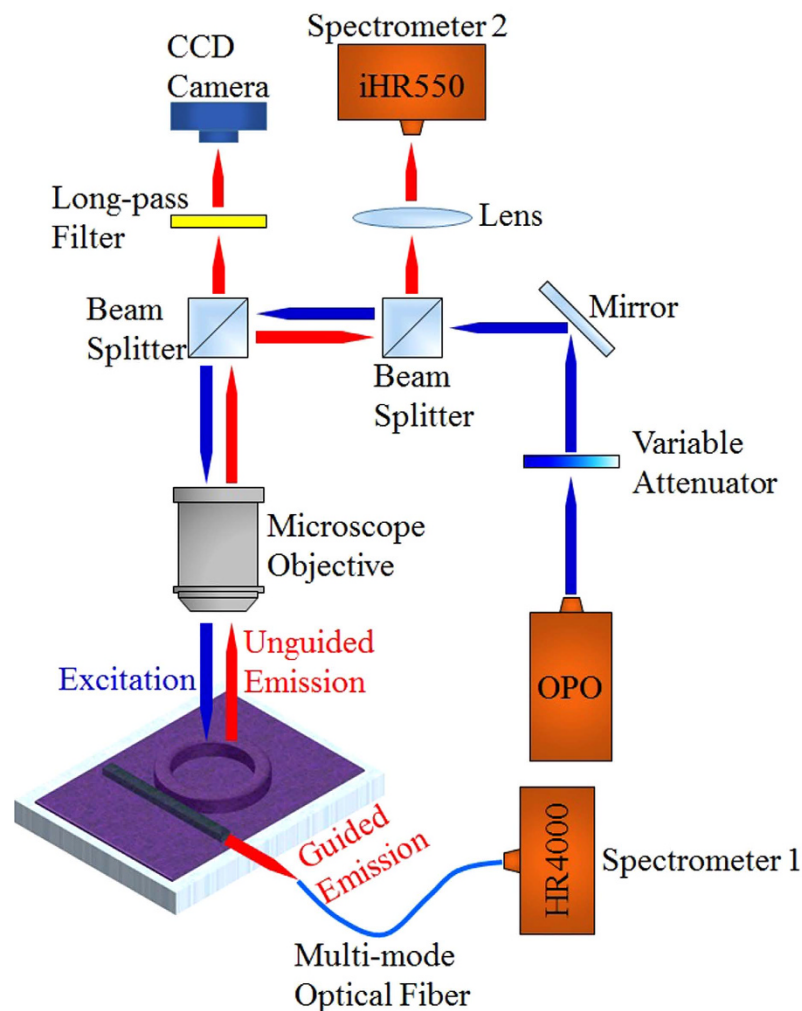 Spectrometer 2
CCD
Camera
iHR550
Long-pass
Filter
Lens
Beam
Splitter
Mirror
Beam
Splitter
Variable
Attenuator
Microscope
Objective
Unguided
Emission
Excitation
OPO
Guided
Emission
HR4000
Spectrometer 1
Multi-mode
Optical Fiber